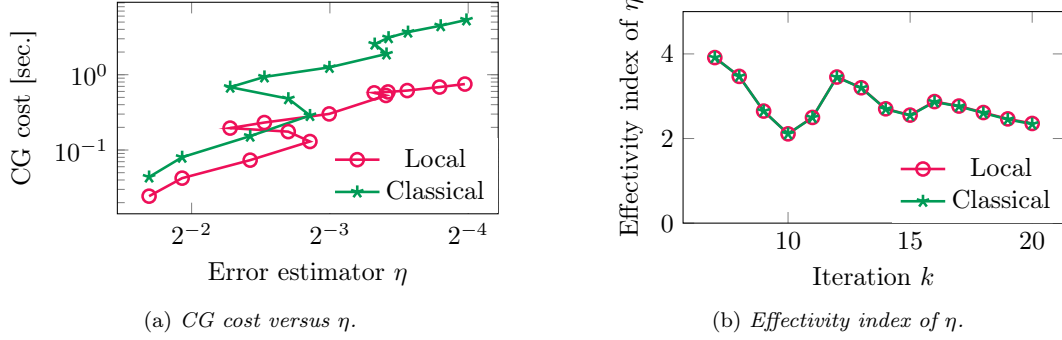 CG cost [sec.]
10^0
10^{-1}
Local
Classical
2^{-2}
2^{-3}
2^{-4}
Error estimator η
(a) CG cost versus η.
Effectivity index of η
4
2
0
Local
Classical
10
15
20
Iteration k
(b) Effectivity index of η.